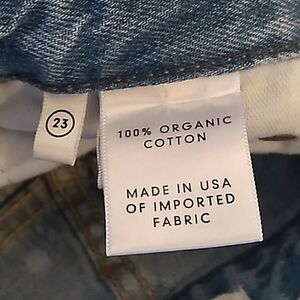 23
100% ORGANIC
COTTON
MADE IN USA
OF IMPORTED
FABRIC